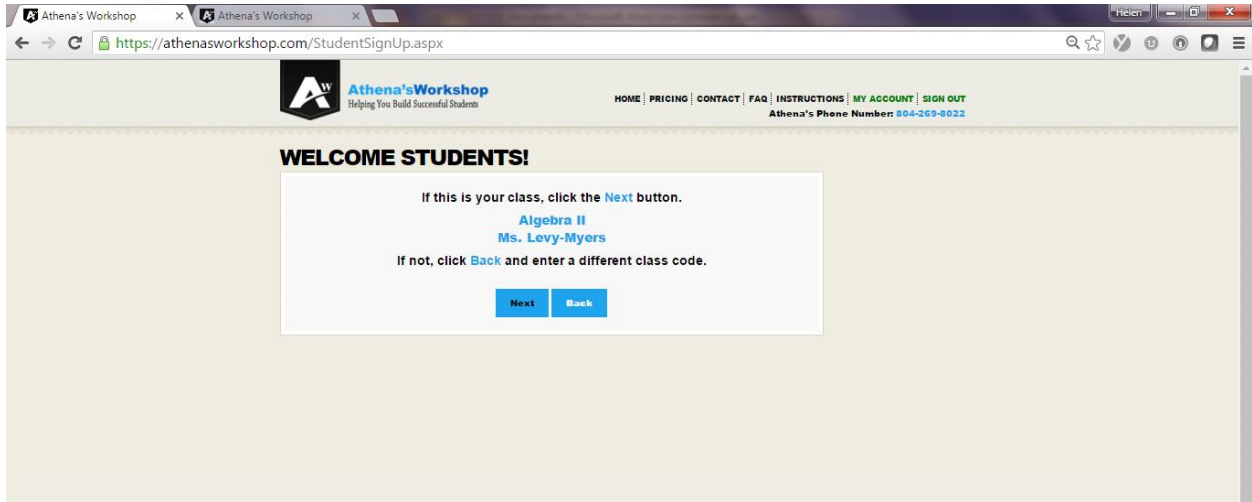 Athena's Workshop
Athena's Workshop
Helen
https://athenasworkshop.com/StudentSignUp.aspx
AW
Athena'sWorkshop
Helping You Build Successful Students
HOME PRICING CONTACT FAQ INSTRUCTIONS MY ACCOUNT SIGN OUT
Athena's Phone Number: 804-269-8022
WELCOME STUDENTS!
If this is your class, click the Next button.
Algebra II
Ms. Levy-Myers
If not, click Back and enter a different class code.
Next Back